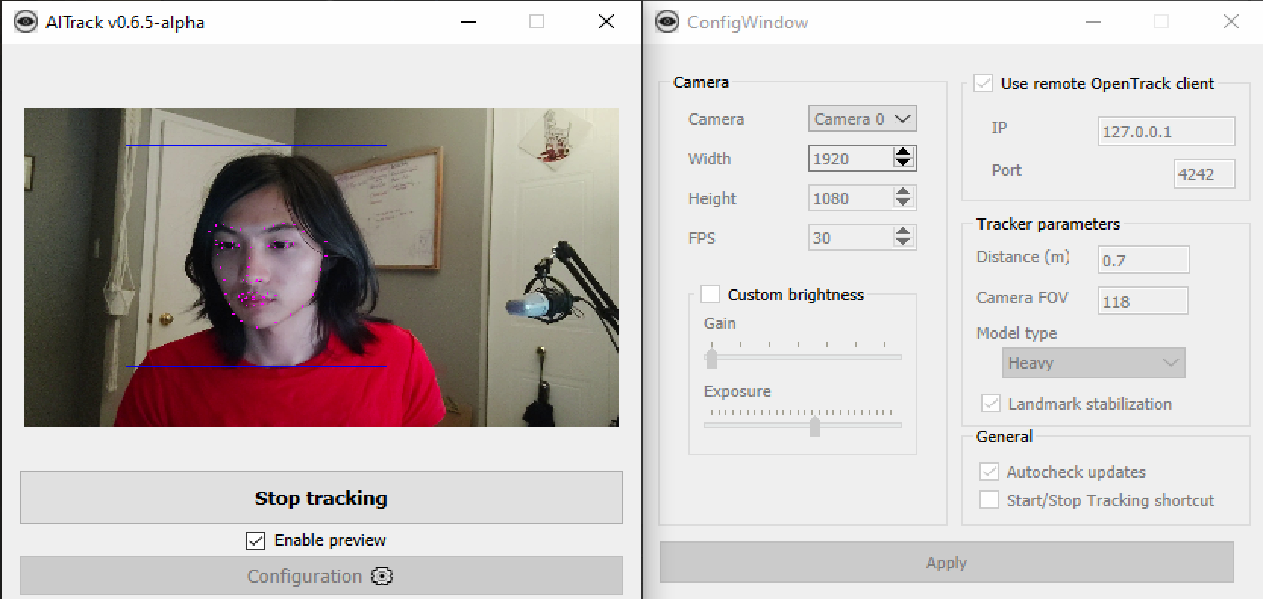 AITrack v0.6.5-alpha
Stop tracking
Enable preview
Configuration
ConfigWindow
Camera
Camera
Camera 0
Width
1920
Height
1080
FPS
30
Custom brightness
Gain
Exposure
Use remote OpenTrack client
IP
127.0.0.1
Port
4242
Tracker parameters
Distance (m)
0.7
Camera FOV
118
Model type
Heavy
Landmark stabilization
General
Autocheck updates
Start/Stop Tracking shortcut
Apply